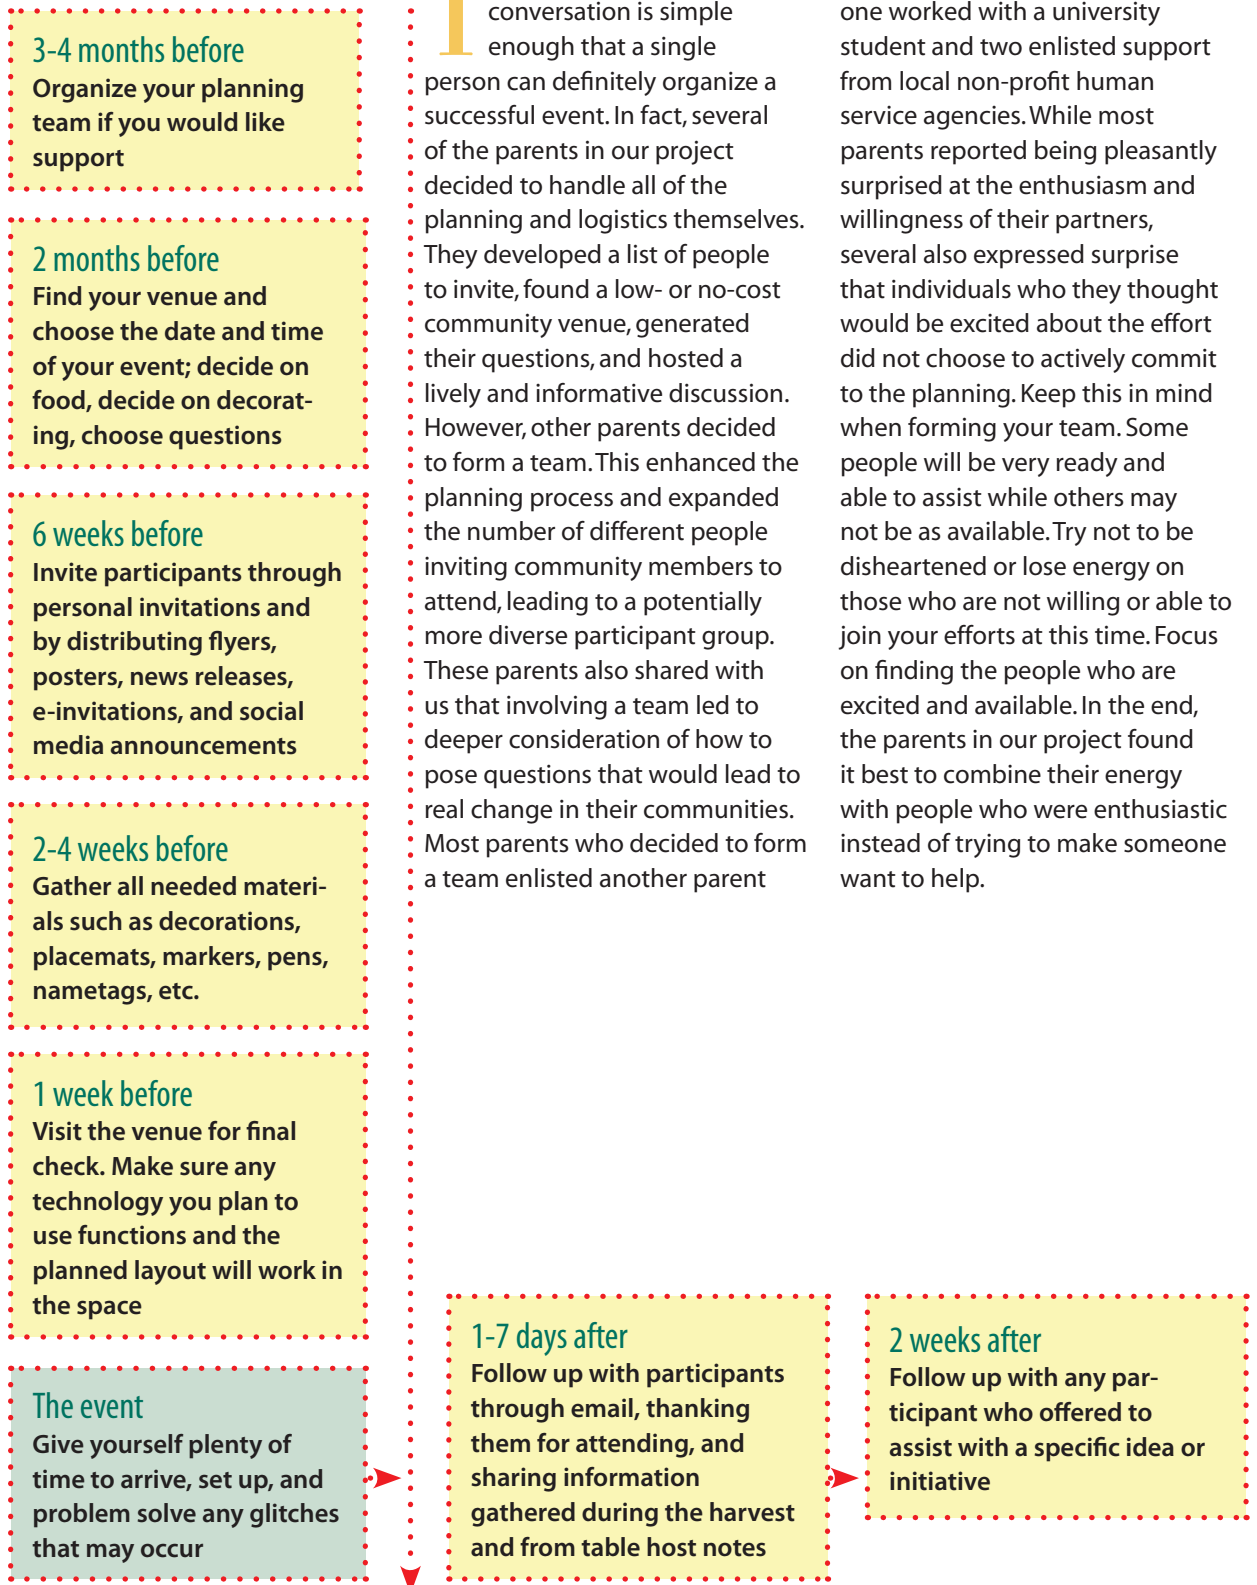 3-4 months before
Organize your planning
team if you would like
support
2 months before
Find your venue and
choose the date and time
of your event; decide on
food, decide on decorat-
ing, choose questions
6 weeks before
Invite participants through
personal invitations and
by distributing flyers,
posters, news releases,
e-invitations, and social
media announcements
2-4 weeks before
Gather all needed materi-
als such as decorations,
placemats, markers, pens,
nametags, etc.
1 week before
Visit the venue for final
check. Make sure any
technology you plan to
use functions and the
planned layout will work in
the space
The event
Give yourself plenty of
time to arrive, set up, and
problem solve any glitches
that may occur
conversation is simple
enough that a single
person can definitely organize a
successful event. In fact, several
of the parents in our project
decided to handle all of the
planning and logistics themselves.
They developed a list of people
to invite, found a low- or no-cost
community venue, generated
their questions, and hosted a
lively and informative discussion.
However, other parents decided
to form a team. This enhanced the
planning process and expanded
the number of different people
inviting community members to
attend, leading to a potentially
more diverse participant group.
These parents also shared with
us that involving a team led to
deeper consideration of how to
pose questions that would lead to
real change in their communities.
Most parents who decided to form
a team enlisted another parent
one worked with a university
student and two enlisted support
from local non-profit human
service agencies. While most
parents reported being pleasantly
surprised at the enthusiasm and
willingness of their partners,
several also expressed surprise
that individuals who they thought
would be excited about the effort
did not choose to actively commit
to the planning. Keep this in mind
when forming your team. Some
people will be very ready and
able to assist while others may
not be as available. Try not to be
disheartened or lose energy on
those who are not willing or able to
join your efforts at this time. Focus
on finding the people who are
excited and available. In the end,
the parents in our project found
it best to combine their energy
with people who were enthusiastic
instead of trying to make someone
want to help.
1-7 days after
Follow up with participants
through email, thanking
them for attending, and
sharing information
gathered during the harvest
and from table host notes
2 weeks after
Follow up with any par-
ticipant who offered to
assist with a specific idea or
initiative